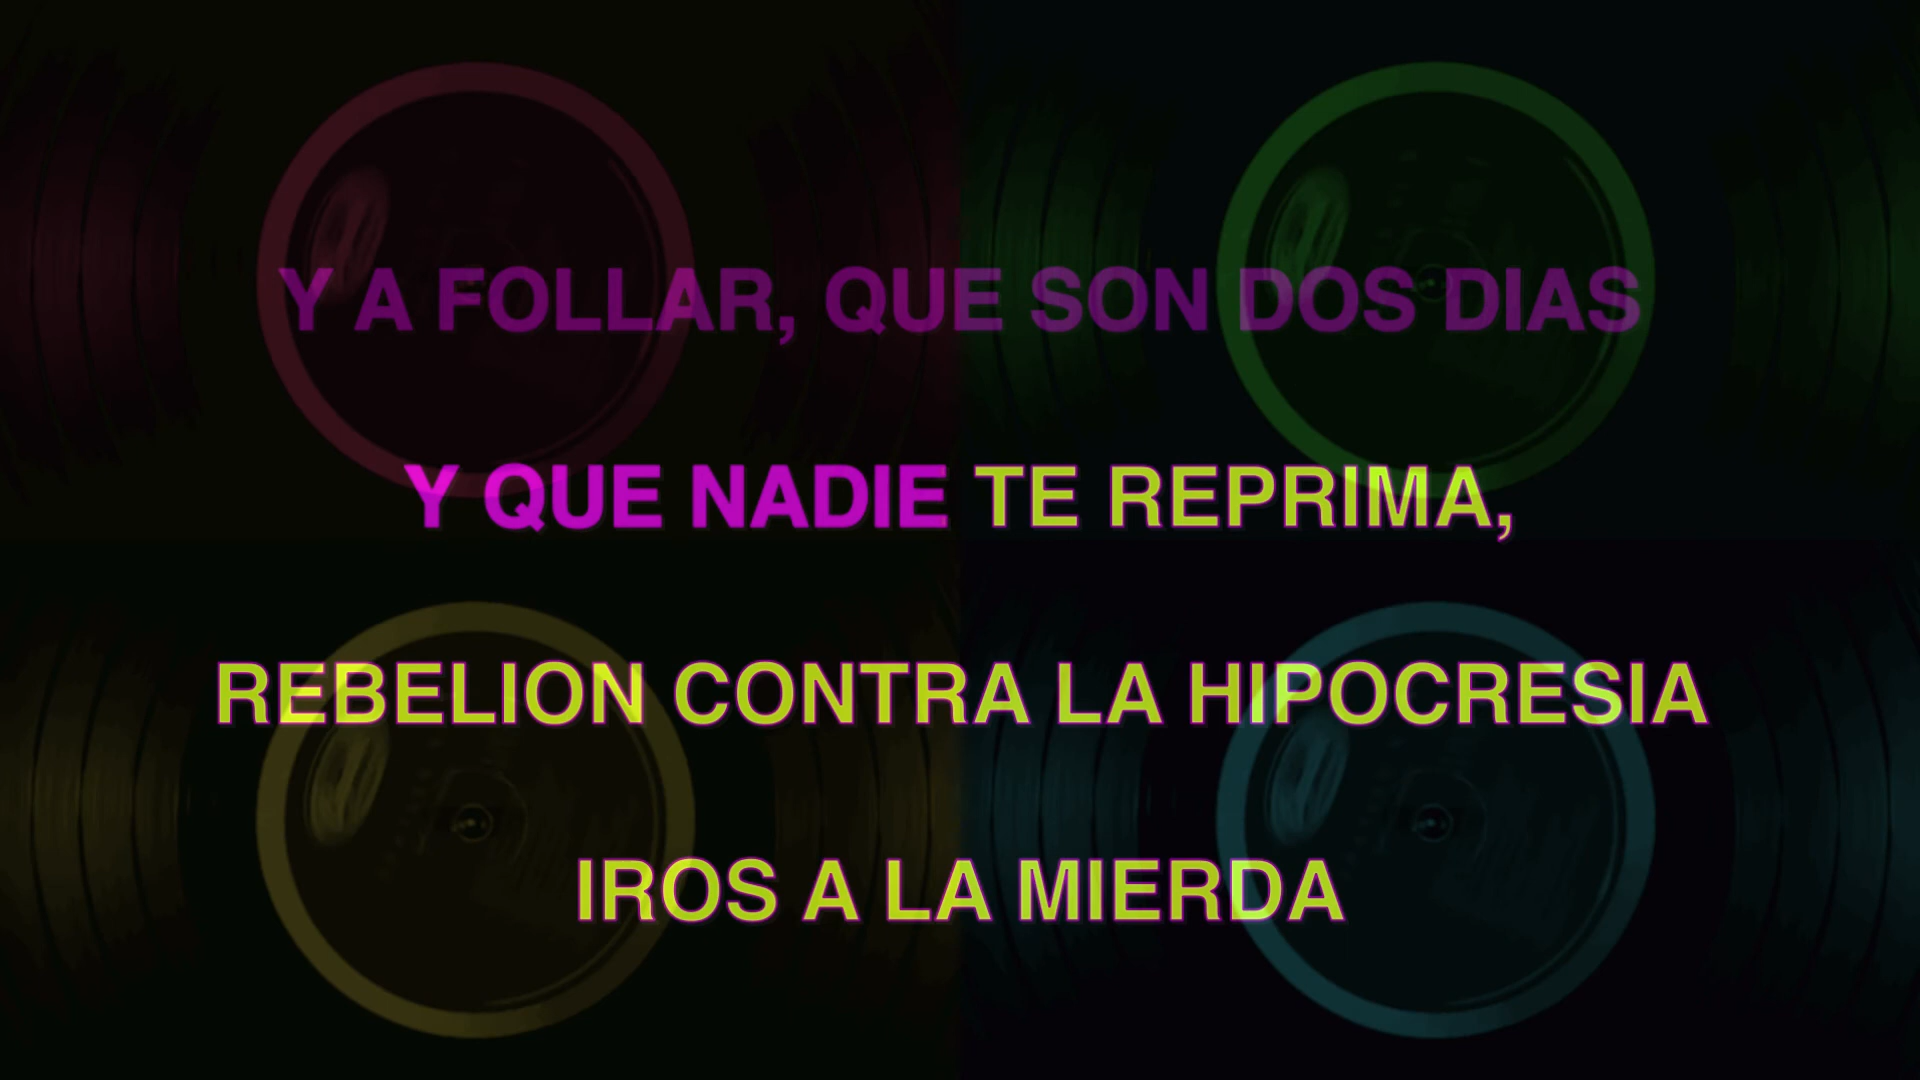 Y A FOLLAR, QUE SON DOS DIAS
Y QUE NADIE TE REPRIMA,
REBELION CONTRA LA HIPOCRESIA
IROS A LA MIERDA